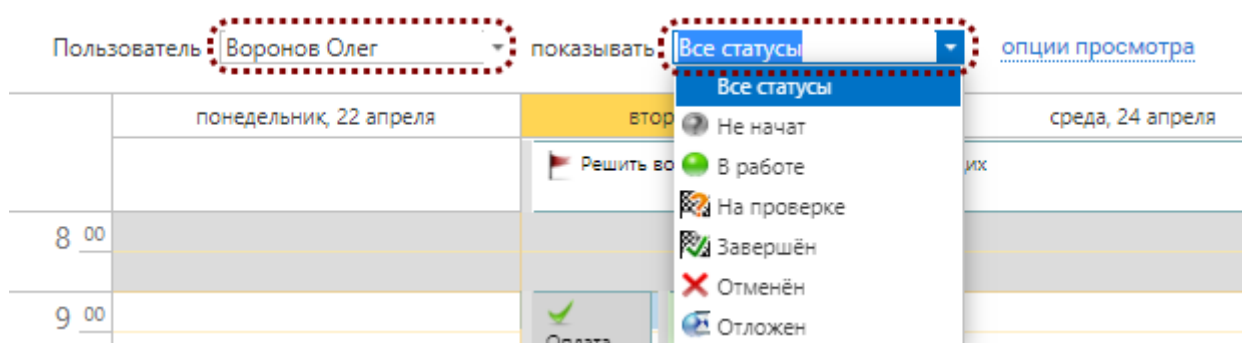 Пользователь Воронов Олег показывать Все статусы опции просмотра
Все статусы
понедельник, 22 апреля втор среда, 24 апреля
Не начат
Решить во их
В работе
На проверке
8 00
Завершён
Отменён
9 00
Отложен
Оплата